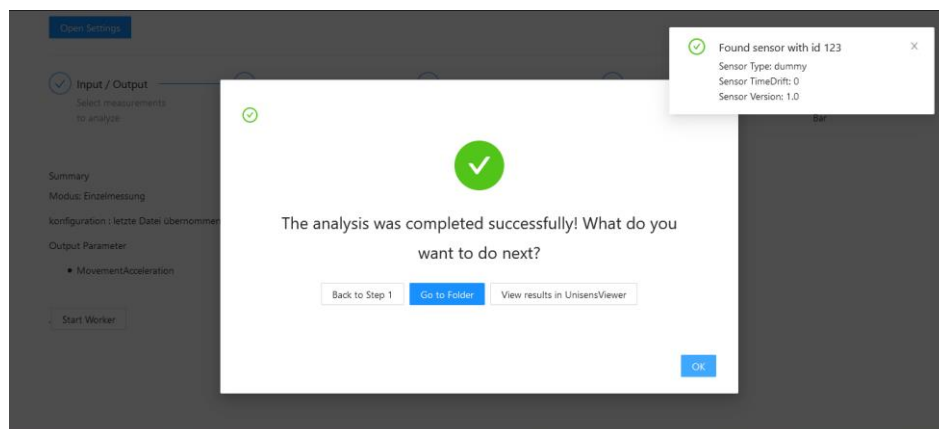 Open Settings
Found sensor with id 123
Sensor Type: dummy
Sensor TimeDrift: 0
Sensor Version: 1.0
Input / Output
Select measurements
to analyze
Bar
The analysis was completed successfully! What do you
want to do next?
Back to Step 1
Go to Folder
View results in UnisensViewer
OK
Summary
Modus: Einzelmessung
konfiguration : letzte Datei übernommen
Output Parameter
• MovementAcceleration
Start Worker